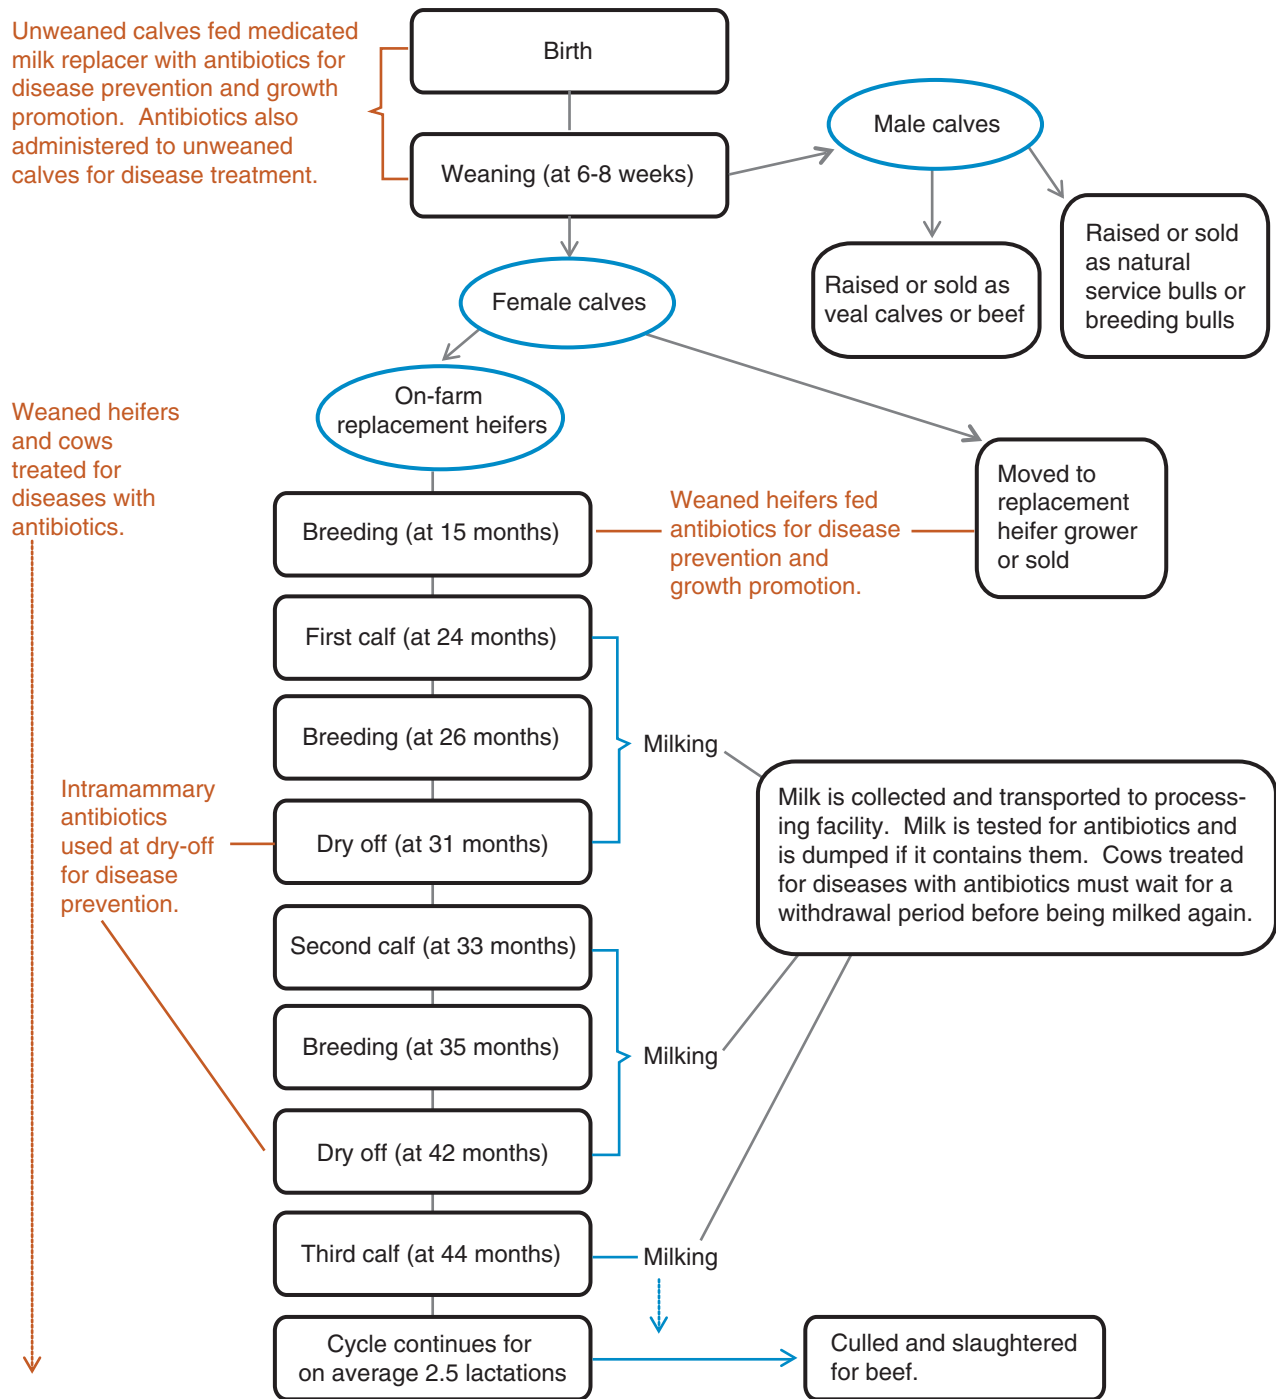 Unweaned calves fed medicated
milk replacer with antibiotics for
disease prevention and growth
promotion.  Antibiotics also
administered to unweaned
calves for disease treatment.
Birth
Weaning (at 6-8 weeks)
Male calves
Raised or sold as
veal calves or beef
Raised or sold
as natural
service bulls or
breeding bulls
Female calves
On-farm
replacement heifers
Moved to
replacement
heifer grower
or sold
Weaned heifers
and cows
treated for
diseases with
antibiotics.
Breeding (at 15 months)
Weaned heifers fed
antibiotics for disease
prevention and
growth promotion.
First calf (at 24 months)
Breeding (at 26 months)
Milking
Dry off (at 31 months)
Intramammary
antibiotics
used at dry-off
for disease
prevention.
Milk is collected and transported to process-
ing facility.  Milk is tested for antibiotics and
is dumped if it contains them.  Cows treated
for diseases with antibiotics must wait for a
withdrawal period before being milked again.
Second calf (at 33 months)
Breeding (at 35 months)
Milking
Dry off (at 42 months)
Third calf (at 44 months)
Milking
Cycle continues for
on average 2.5 lactations
Culled and slaughtered
for beef.